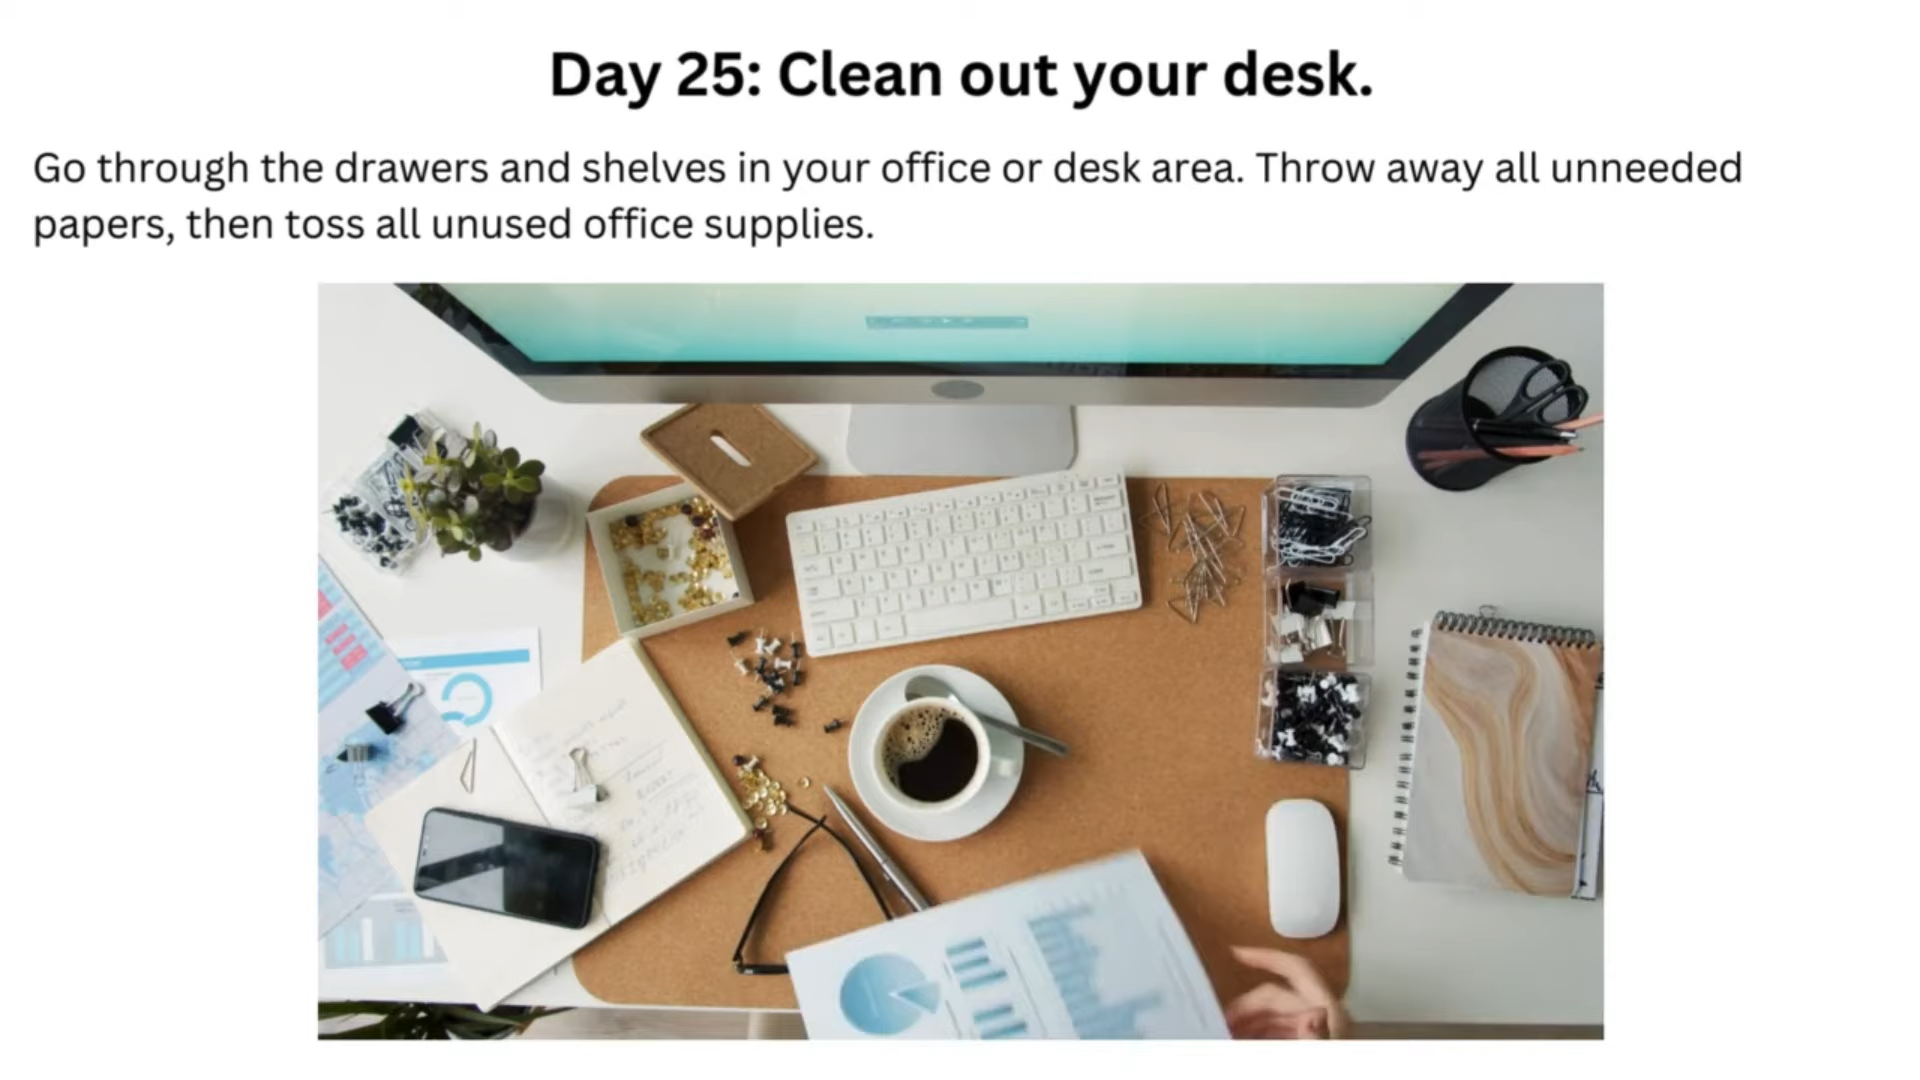 Day 25: Clean out your desk.
Go through the drawers and shelves in your office or desk area. Throw away all unneeded
papers, then toss all unused office supplies.